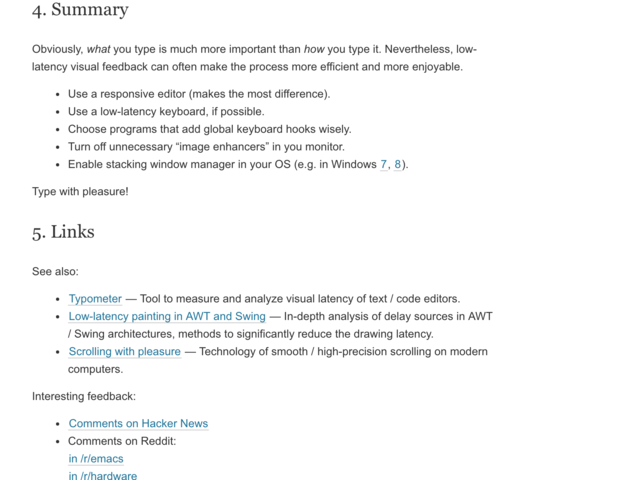 4. Summary
Obviously, what you type is much more important than how you type it. Nevertheless, low-
latency visual feedback can often make the process more efficient and more enjoyable.
• Use a responsive editor (makes the most difference).
• Use a low-latency keyboard, if possible.
• Choose programs that add global keyboard hooks wisely.
• Turn off unnecessary “image enhancers” in you monitor.
• Enable stacking window manager in your OS (e.g. in Windows 7, 8).
Type with pleasure!
5. Links
See also:
• Typometer — Tool to measure and analyze visual latency of text / code editors.
• Low-latency painting in AWT and Swing — In-depth analysis of delay sources in AWT
/ Swing architectures, methods to significantly reduce the drawing latency.
• Scrolling with pleasure — Technology of smooth / high-precision scrolling on modern
computers.
Interesting feedback:
• Comments on Hacker News
• Comments on Reddit:
in /r/emacs
in /r/hardware